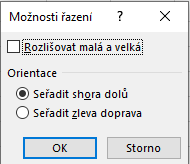 Možnosti řazení
Rozlišovat malá a velká
Orientace
Seřadit shora dolů
Seřadit zleva doprava
OK
Storno